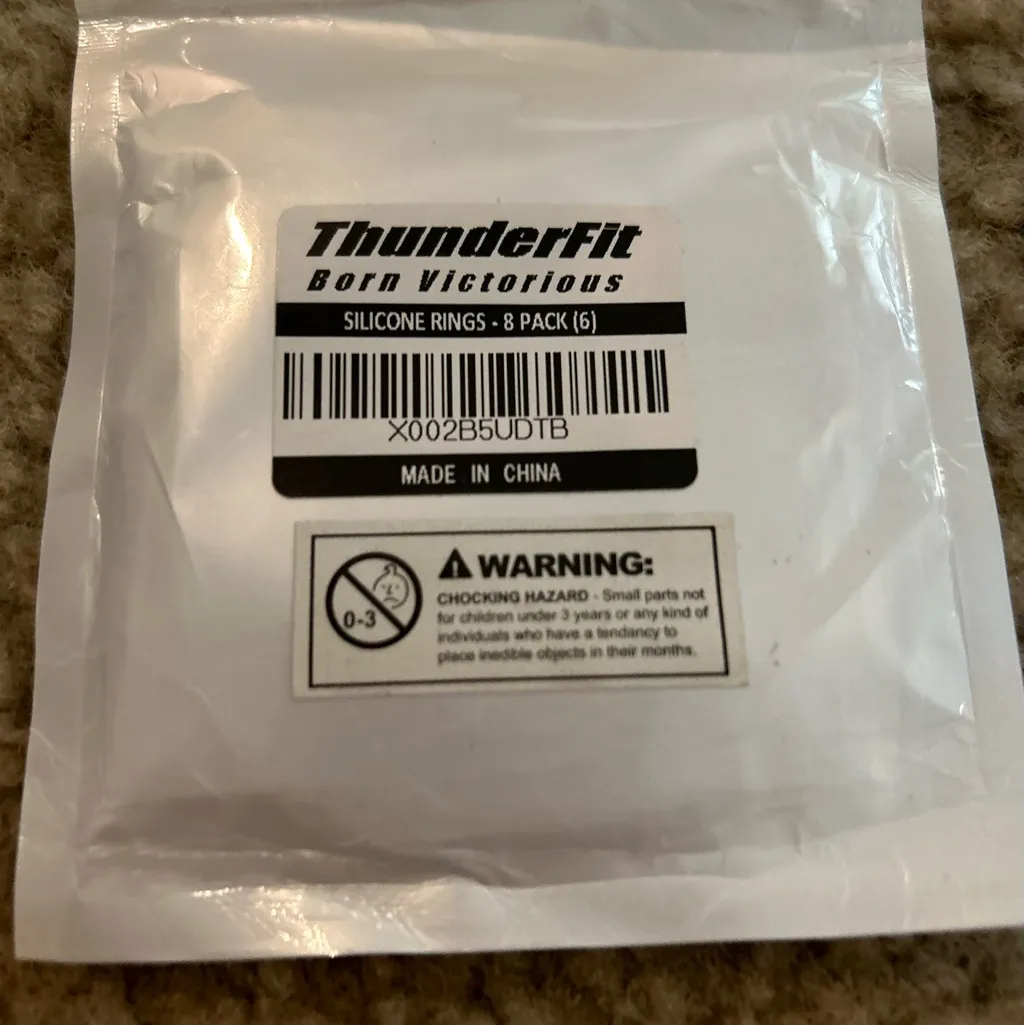 ThunderFit
Born Victorious
SILICONE RINGS - 8 PACK (6)
X002B5UDTB
MADE IN CHINA
0-3
WARNING:
CHOCKING HAZARD - Small parts not
for children under 3 years or any kind of
individuals who have a tendancy to
place inedible objects in their months.